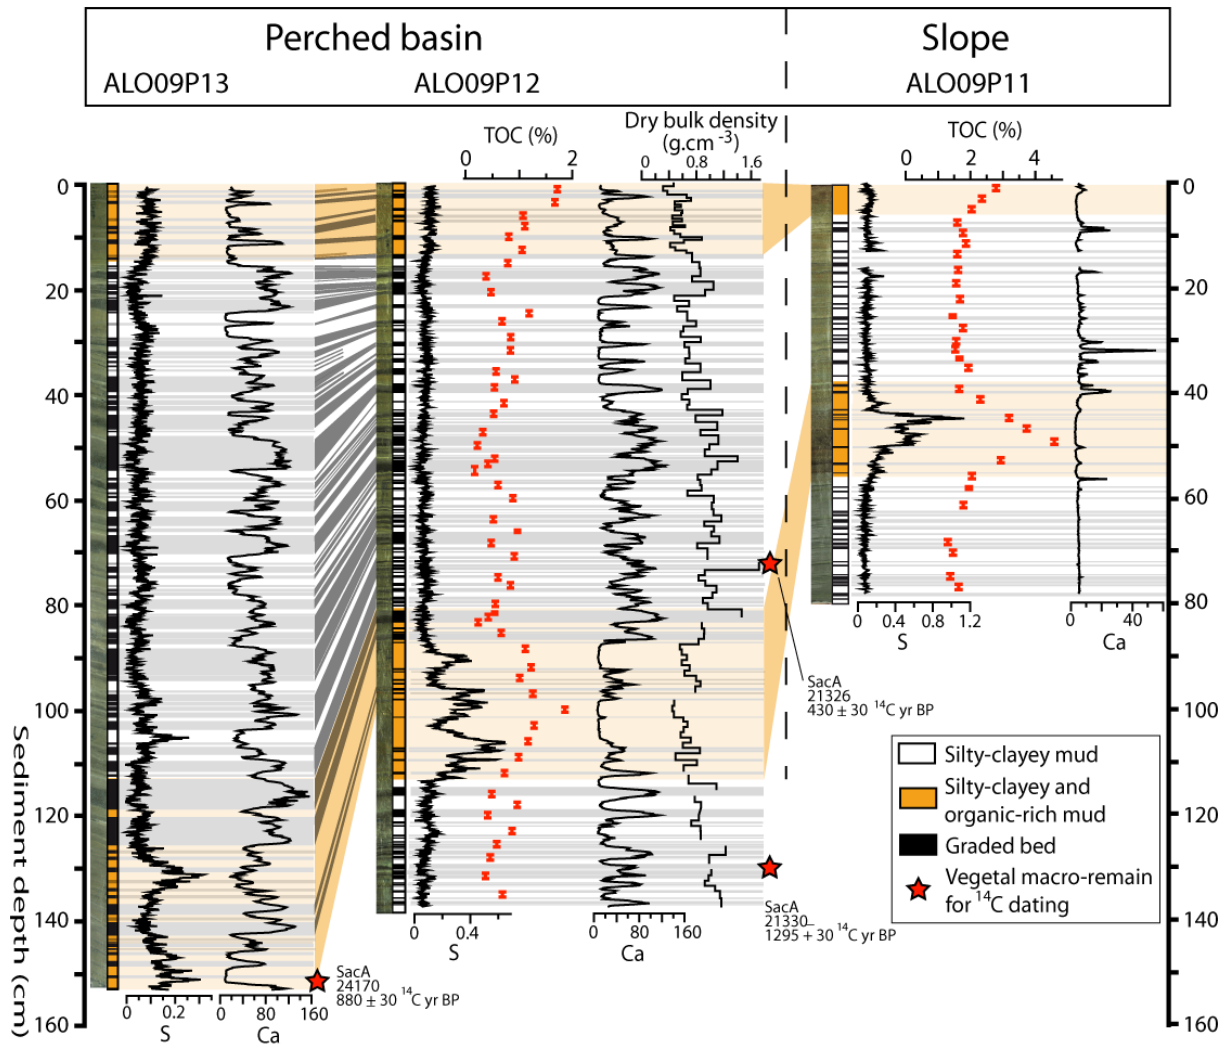 Perched basin
Slope
ALO09P13
ALO09P12
ALO09P11
TOC (%)
0 2
Dry bulk density
(g.cm⁻³)
0 0.8 1.6
TOC (%)
0 2 4
0
20
40
60
80
100
120
140
160
Sediment depth (cm)
0
20
40
60
80
100
120
140
160
0 0.2
S
0 80 160
Ca
0 0.4
S
0 80 160
Ca
0 0.4 0.8 1.2
S
0 40
Ca
SacA
24170
880 ± 30 ¹⁴C yr BP
SacA
21330
1295 ± 30 ¹⁴C yr BP
SacA
21326
430 ± 30 ¹⁴C yr BP
Silty-clayey mud
Silty-clayey and
organic-rich mud
Graded bed
Vegetal macro-remain
for ¹⁴C dating